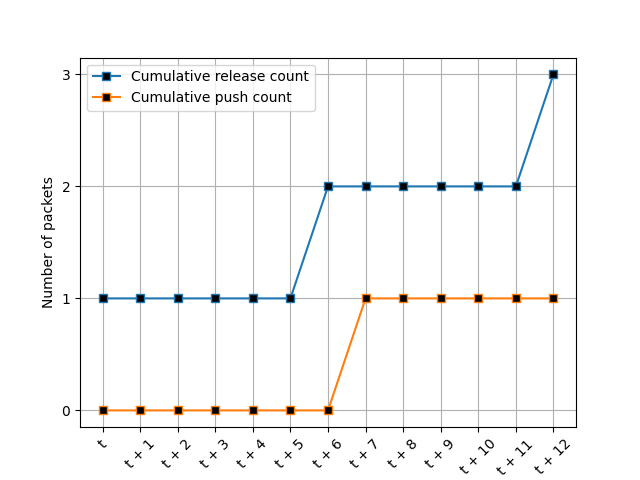 Cumulative release count
Cumulative push count
Number of packets
3
2
1
0
t
t + 1
t + 2
t + 3
t + 4
t + 5
t + 6
t + 7
t + 8
t + 9
t + 10
t + 11
t + 12